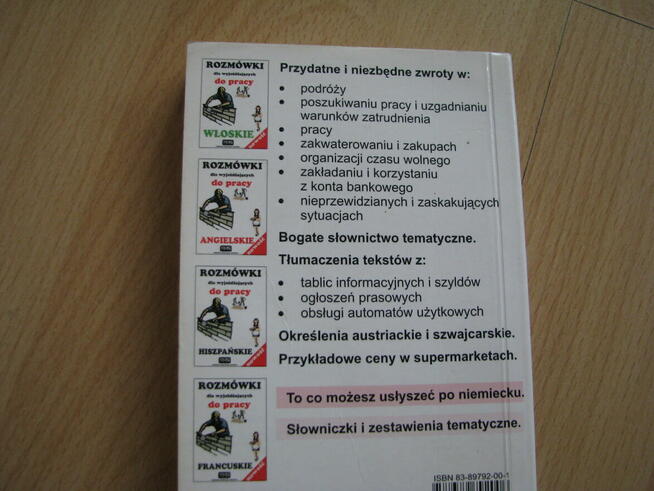 ROZMÓWKI
dla wyjeżdżających
do pracy
WŁOSKIE
ROZMÓWKI
dla wyjeżdżających
do pracy
ANGIELSKIE
ROZMÓWKI
dla wyjeżdżających
do pracy
HISZPAŃSKIE
ROZMÓWKI
dla wyjeżdżających
do pracy
FRANCUSKIE
Przydatne i niezbędne zwroty w:
• podróży
• poszukiwaniu pracy i uzgadnianiu
warunków zatrudnienia
• pracy
• zakwaterowaniu i zakupach
• organizacji czasu wolnego
• zakładaniu i korzystaniu
z konta bankowego
• nieprzewidzianych i zaskakujących
sytuacjach
Bogate słownictwo tematyczne.
Tłumaczenia tekstów z:
• tablic informacyjnych i szyldów
• ogłoszeń prasowych
• obsługi automatów użytkowych
Określenia austriackie i szwajcarskie.
Przykładowe ceny w supermarketach.
To co możesz usłyszeć po niemiecku.
Słowniczki i zestawienia tematyczne.
ISBN 83-89792-00-1